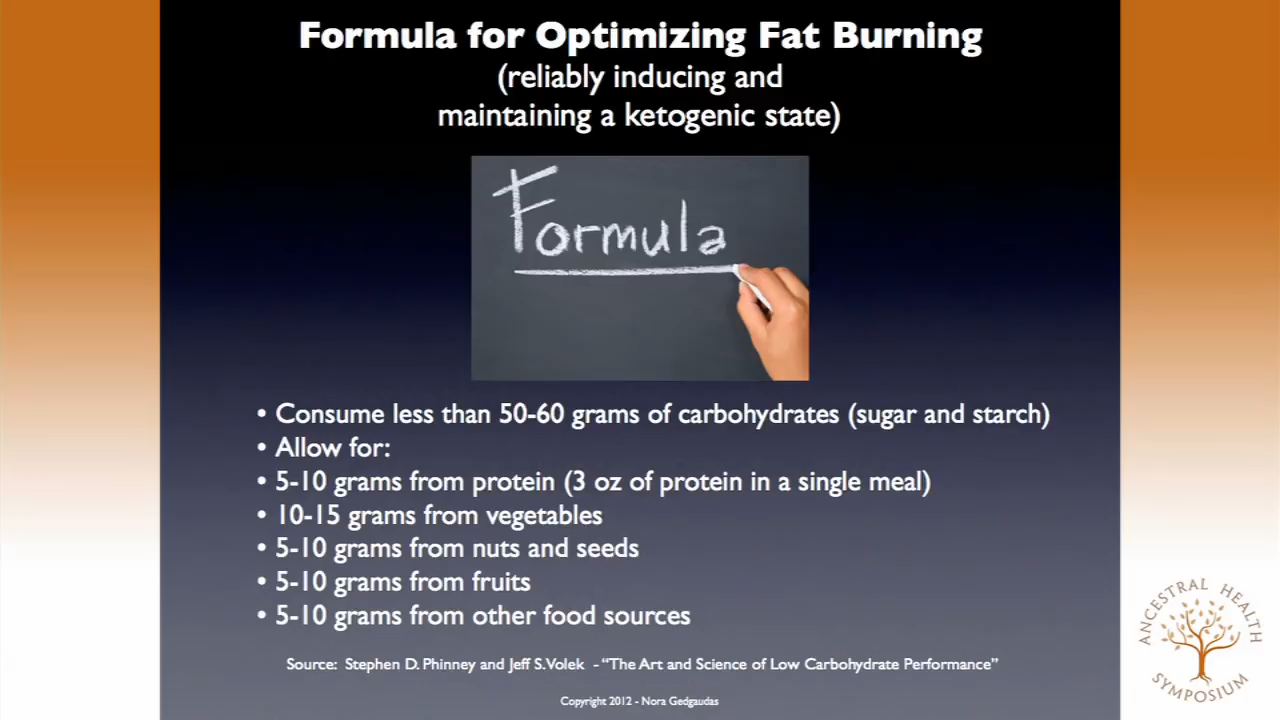 Formula for Optimizing Fat Burning
(reliably inducing and
maintaining a ketogenic state)
Formula
• Consume less than 50-60 grams of carbohydrates (sugar and starch)
• Allow for:
• 5-10 grams from protein (3 oz of protein in a single meal)
• 10-15 grams from vegetables
• 5-10 grams from nuts and seeds
• 5-10 grams from fruits
• 5-10 grams from other food sources
Source: Stephen D. Phinney and Jeff S. Volek - “The Art and Science of Low Carbohydrate Performance”
Copyright 2012 - Nora Gedgaudas
ANCESTRAL HEALTH
SYMPOSIUM